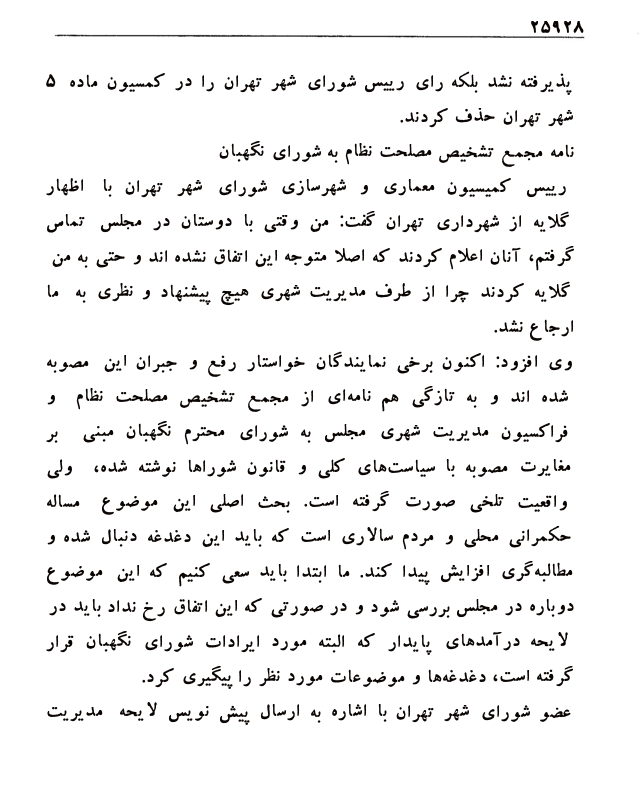 ۲۵۹۲۸
پذیرفته نشد بلکه رای رییس شورای شهر تهران را در کمسیون ماده ۵
شهر تهران حذف کردند.
نامه مجمع تشخیص مصلحت نظام به شورای نگهبان
رییس کمیسیون معماری و شهرسازی شورای شهر تهران با اظهار
گلایه از شهرداری تهران گفت: من وقتی با دوستان در مجلس تماس
گرفتم، آنان اعلام کردند که اصلا متوجه این اتفاق نشده اند و حتی به من
گلایه کردند چرا از طرف مدیریت شهری هیچ پیشنهاد و نظری به ما
ارجاع نشد.
وی افزود: اکنون برخی نمایندگان خواستار رفع و جبران این مصوبه
شده اند و به تازگی هم نامه‌ای از مجمع تشخیص مصلحت نظام و
فراکسیون مدیریت شهری مجلس به شورای محترم نگهبان مبنی بر
مغایرت مصوبه با سیاست‌های کلی و قانون شوراها نوشته شده، ولی
واقعیت تلخی صورت گرفته است. بحث اصلی این موضوع مساله
حکمرانی محلی و مردم سالاری است که باید این دغدغه دنبال شده و
مطالبه‌گری افزایش پیدا کند. ما ابتدا باید سعی کنیم که این موضوع
دوباره در مجلس بررسی شود و در صورتی که این اتفاق رخ نداد باید در
لایحه درآمدهای پایدار که البته مورد ایرادات شورای نگهبان قرار
گرفته است، دغدغه‌ها و موضوعات مورد نظر را پیگیری کرد.
عضو شورای شهر تهران با اشاره به ارسال پیش نویس لایحه مدیریت